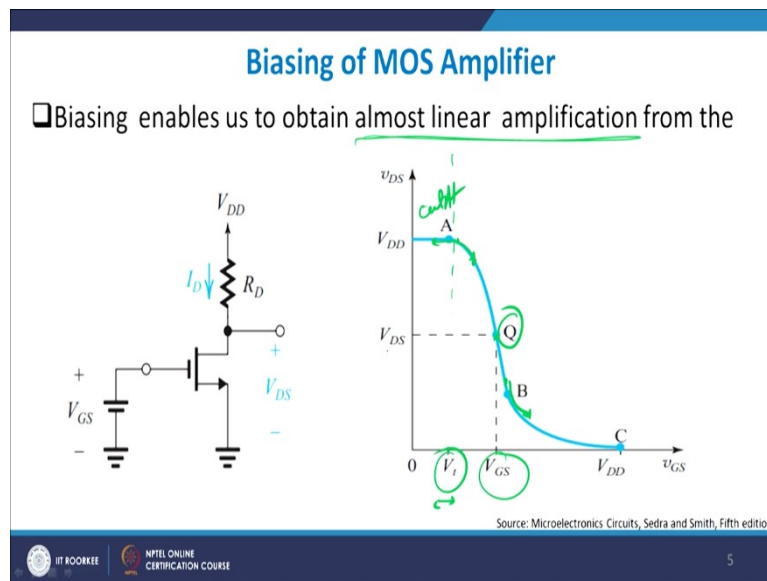 Biasing of MOS Amplifier
❑Biasing enables us to obtain almost linear amplification from the
V_DD
I_D
R_D
+
V_DS
−
+
V_GS
−
v_DS
cutoff
A
V_DD
V_DS
Q
B
C
0
V_t
V_GS
V_DD
v_GS
Source: Microelectronics Circuits, Sedra and Smith, Fifth editio
IIT ROORKEE
NPTEL ONLINE
CERTIFICATION COURSE
5